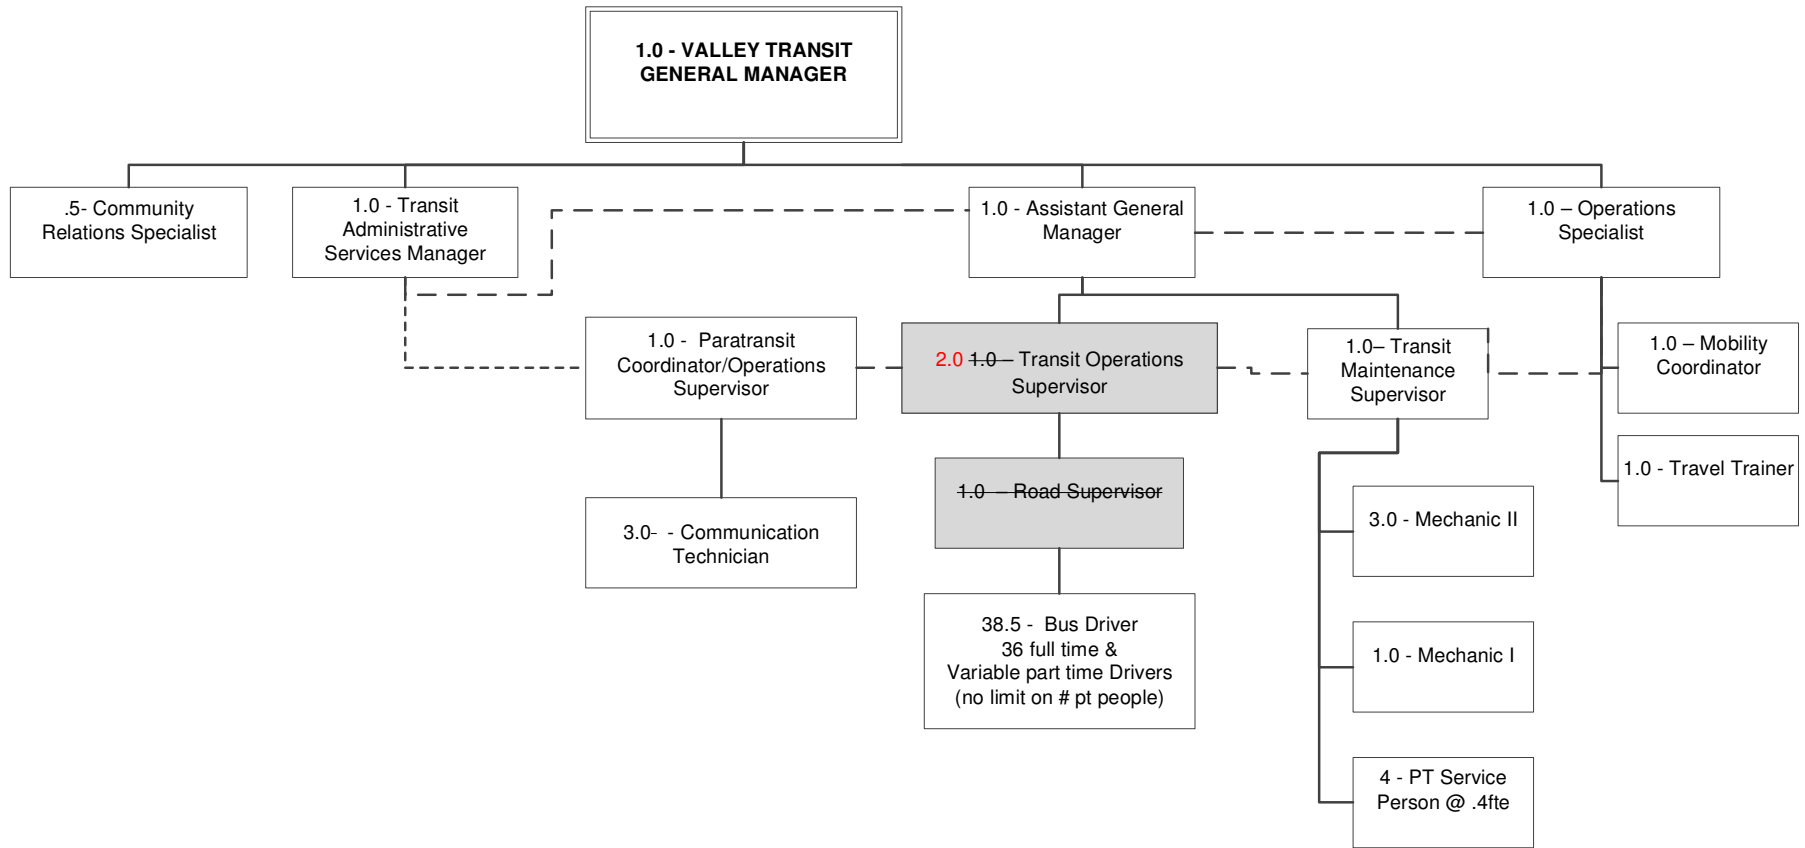 1.0 - VALLEY TRANSIT
GENERAL MANAGER
.5- Community
Relations Specialist
1.0 - Transit
Administrative
Services Manager
1.0 - Assistant General
Manager
1.0 – Operations
Specialist
1.0 -  Paratransit
Coordinator/Operations
Supervisor
2.0 1.0 – Transit Operations
Supervisor
1.0– Transit
Maintenance
Supervisor
1.0 – Mobility
Coordinator
1.0 - Travel Trainer
1.0 – Road Supervisor
3.0-  - Communication
Technician
3.0 - Mechanic II
38.5 -  Bus Driver
36 full time &
Variable part time Drivers
(no limit on # pt people)
1.0 - Mechanic I
4 - PT Service
Person @ .4fte